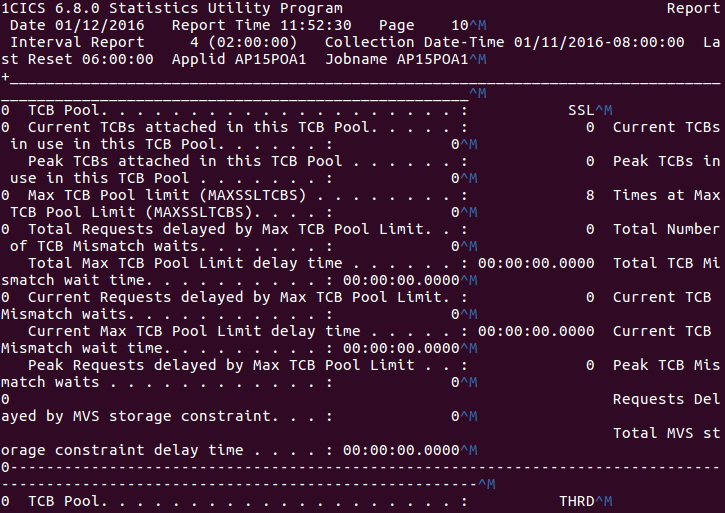 1CICS 6.8.0 Statistics Utility Program                                    Report
 Date 01/12/2016   Report Time 11:52:30   Page    10^M
 Interval Report     4 (02:00:00)   Collection Date-Time 01/11/2016-08:00:00  La
st Reset 06:00:00  Applid AP15POA1  Jobname AP15POA1^M
+_______________________________________________________________________________
____________________________________________________^M
0  TCB Pool. . . . . . . . . . . . . . . . . . . . :           SSL^M
0  Current TCBs attached in this TCB Pool. . . . . :             0  Current TCBs
 in use in this TCB Pool. . . . . . :             0^M
   Peak TCBs attached in this TCB Pool . . . . . . :             0  Peak TCBs in
 use in this TCB Pool . . . . . . . :             0^M
0  Max TCB Pool limit (MAXSSLTCBS) . . . . . . . . :             8  Times at Max
 TCB Pool Limit (MAXSSLTCBS). . . . :             0^M
0  Total Requests delayed by Max TCB Pool Limit. . :             0  Total Number
 of TCB Mismatch waits. . . . . . . :             0^M
   Total Max TCB Pool Limit delay time . . . . . . : 00:00:00.0000  Total TCB Mi
smatch wait time. . . . . . . . . . : 00:00:00.0000^M
0  Current Requests delayed by Max TCB Pool Limit. :             0  Current TCB
Mismatch waits. . . . . . . . . . . :             0^M
   Current Max TCB Pool Limit delay time . . . . . : 00:00:00.0000  Current TCB
Mismatch wait time. . . . . . . . . : 00:00:00.0000^M
   Peak Requests delayed by Max TCB Pool Limit . . :             0  Peak TCB Mis
match waits . . . . . . . . . . . . :             0^M
0                                                                   Requests Del
ayed by MVS storage constraint. . . :             0^M
                                                                    Total MVS st
orage constraint delay time . . . . : 00:00:00.0000^M
0-------------------------------------------------------------------------------
-----------------------------------------------------^M
0  TCB Pool. . . . . . . . . . . . . . . . . . . . :          THRD^M